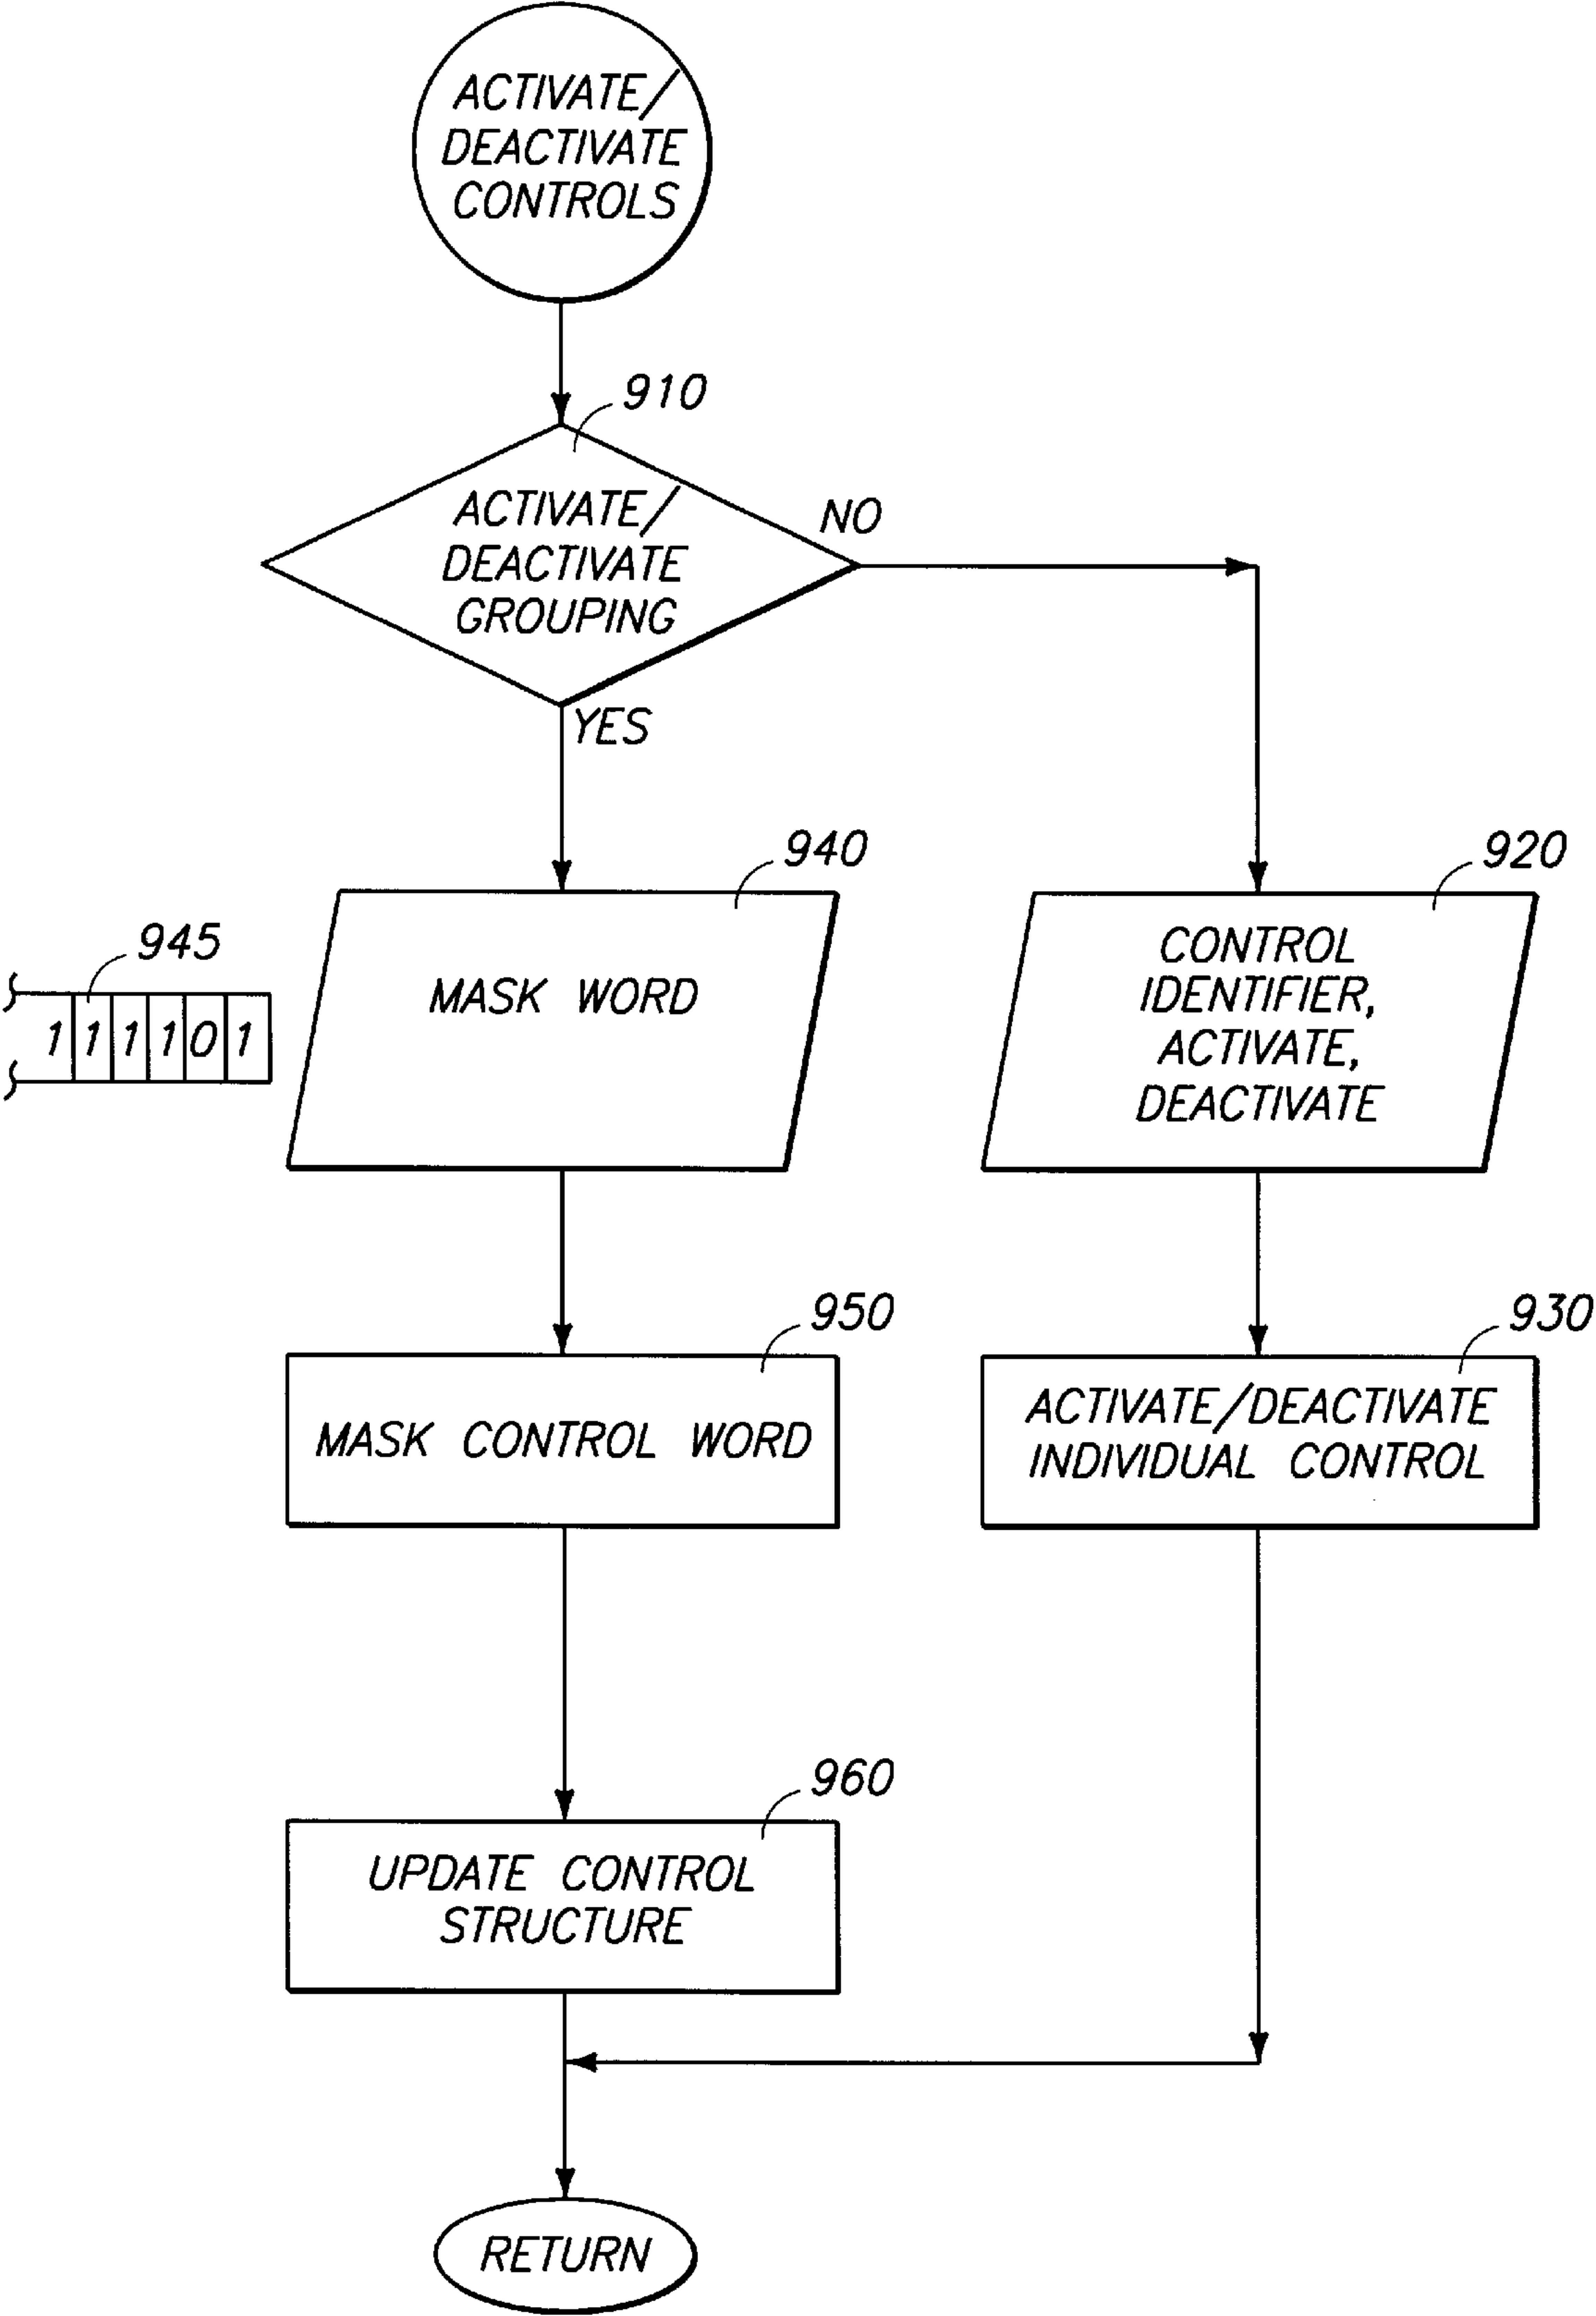 ACTIVATE/
DEACTIVATE
CONTROLS
910
ACTIVATE/
DEACTIVATE
GROUPING
NO
YES
940
920
945
1 1 1 1 0 1
MASK WORD
CONTROL
IDENTIFIER,
ACTIVATE,
DEACTIVATE
950
930
MASK CONTROL WORD
ACTIVATE/DEACTIVATE
INDIVIDUAL CONTROL
960
UPDATE CONTROL
STRUCTURE
RETURN